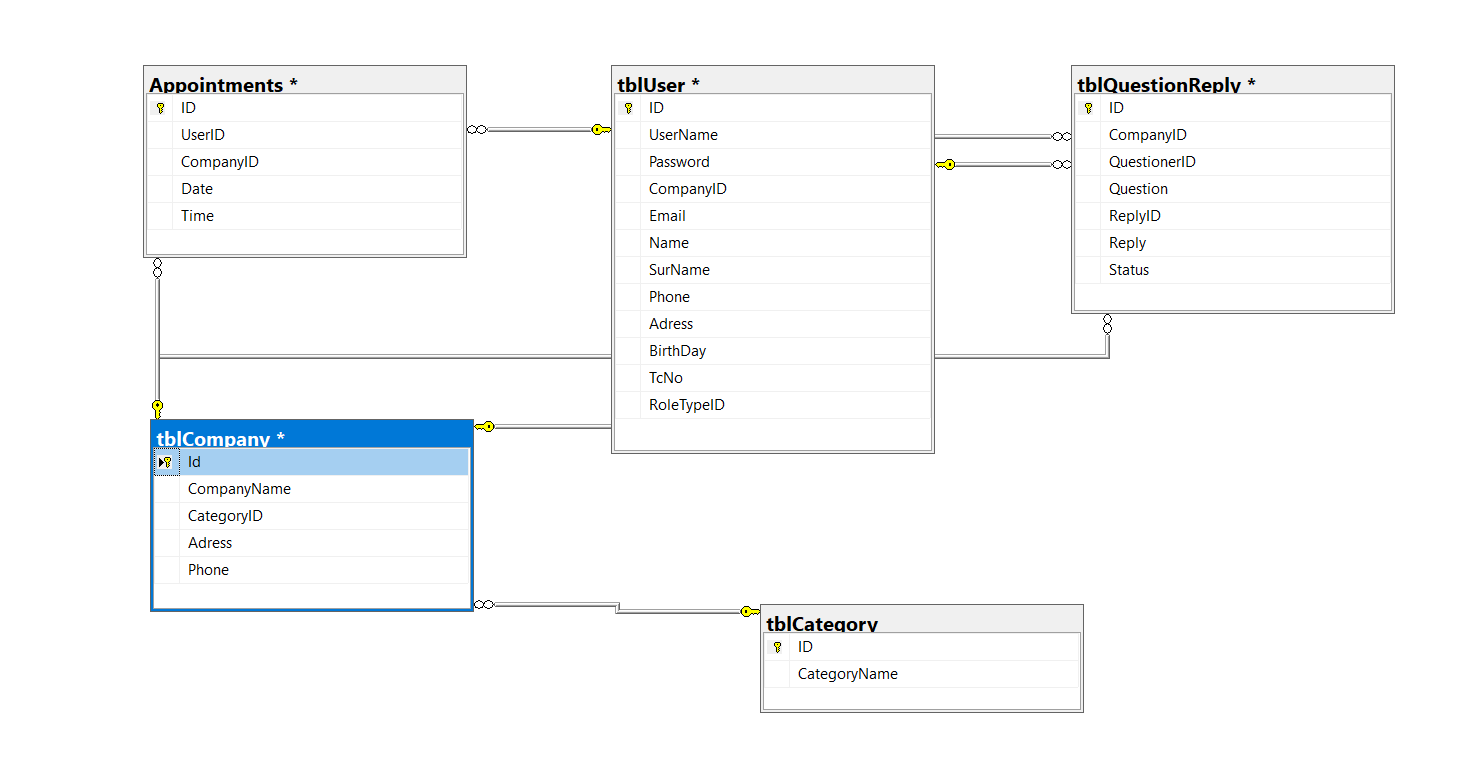 Appointments *
ID
UserID
CompanyID
Date
Time
tblUser *
ID
UserName
Password
CompanyID
Email
Name
SurName
Phone
Adress
BirthDay
TcNo
RoleTypeID
tblQuestionReply *
ID
CompanyID
QuestionerID
Question
ReplyID
Reply
Status
tblCompany *
Id
CompanyName
CategoryID
Adress
Phone
tblCategory
ID
CategoryName